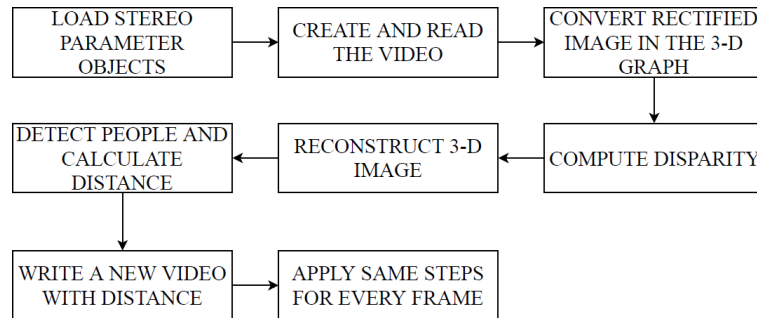 LOAD STEREO
PARAMETER
OBJECTS
CREATE AND READ
THE VIDEO
CONVERT RECTIFIED
IMAGE IN THE 3-D
GRAPH
COMPUTE DISPARITY
RECONSTRUCT 3-D
IMAGE
DETECT PEOPLE AND
CALCULATE
DISTANCE
WRITE A NEW VIDEO
WITH DISTANCE
APPLY SAME STEPS
FOR EVERY FRAME